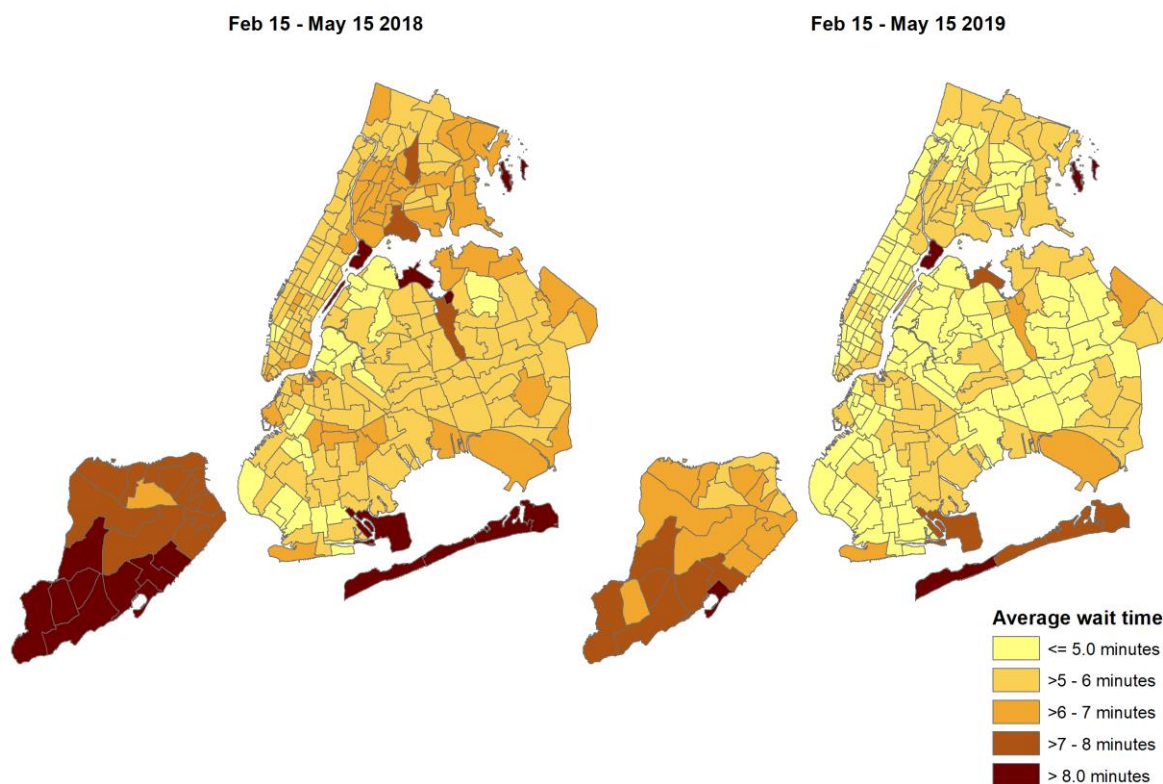 Feb 15 - May 15 2018
Feb 15 - May 15 2019
Average wait time
<= 5.0 minutes
>5 - 6 minutes
>6 - 7 minutes
>7 - 8 minutes
> 8.0 minutes